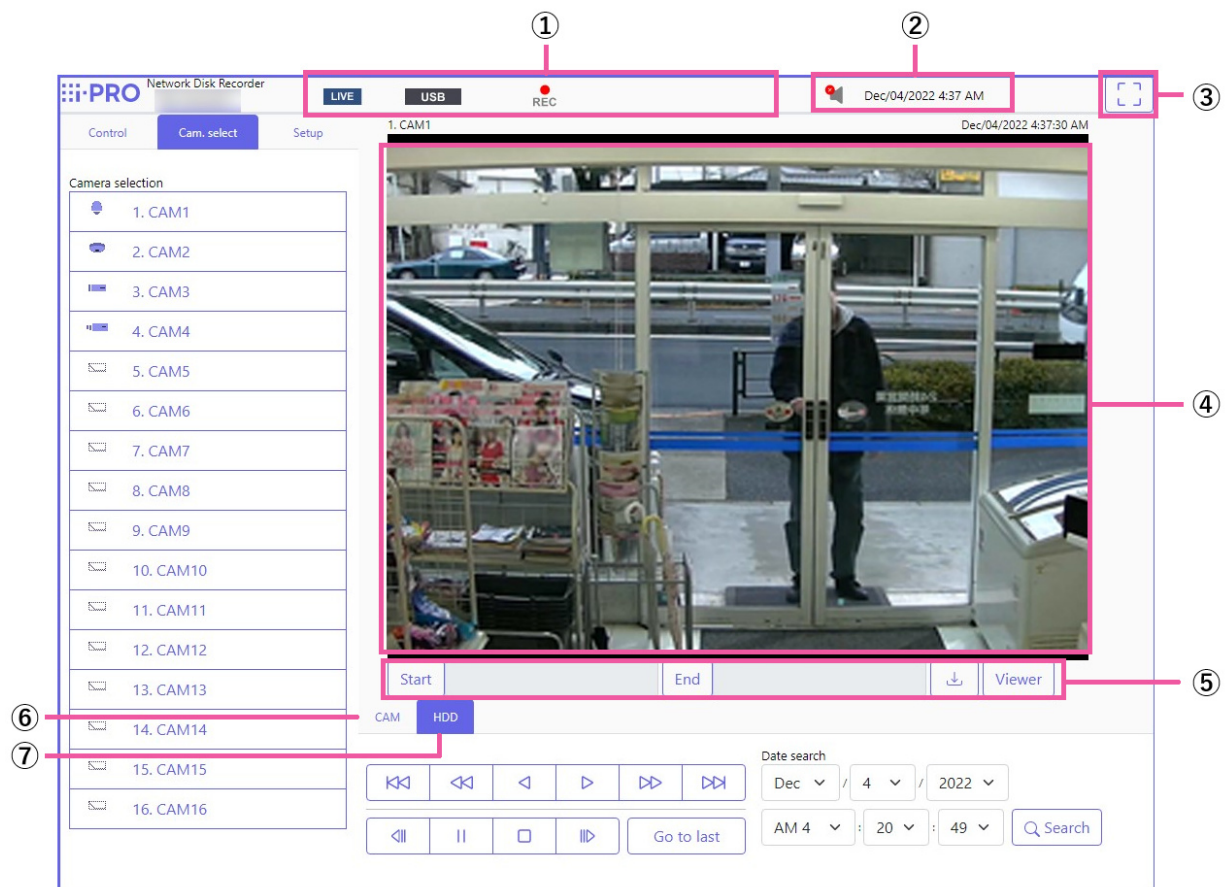 ① ②
i-PRO Network Disk Recorder LIVE USB REC Dec/04/2022 4:37 AM ③
Control Cam. select Setup
1. CAM1 Dec/04/2022 4:37:30 AM
Camera selection
1. CAM1
2. CAM2
3. CAM3
4. CAM4
5. CAM5
6. CAM6
7. CAM7
8. CAM8
9. CAM9
10. CAM10
11. CAM11
12. CAM12
13. CAM13
14. CAM14
15. CAM15
16. CAM16
④
Start End Viewer ⑤
⑥ CAM HDD
⑦
Date search
Dec / 4 / 2022
Go to last
AM 4 : 20 : 49 Search